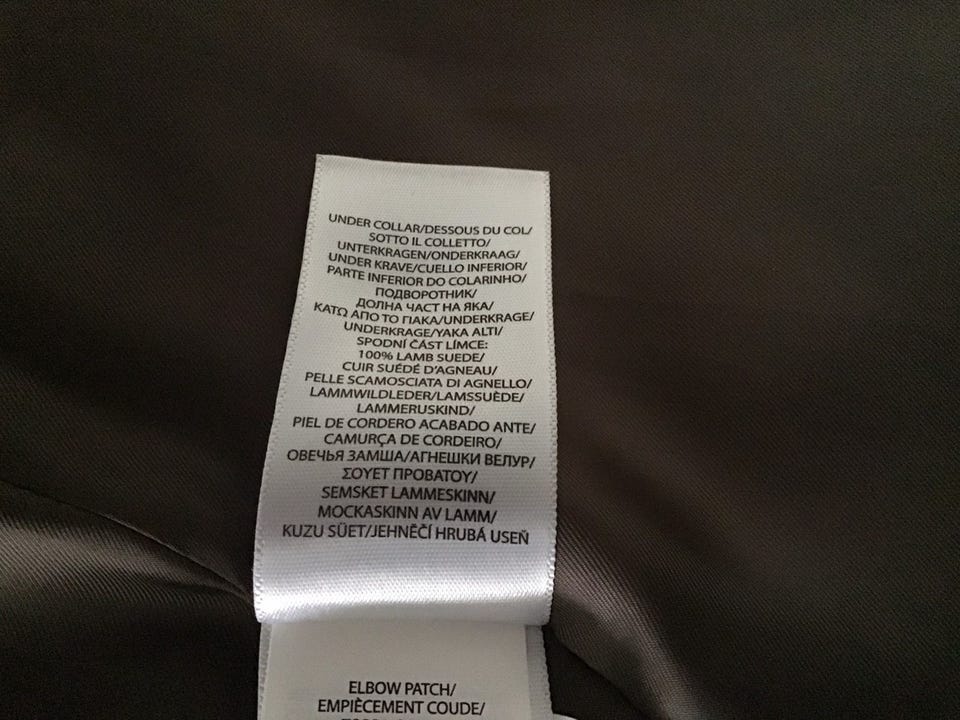 UNDER COLLAR/DESSOUS DU COL/
SOTTO IL COLLETTO/
UNTERKRAGEN/ONDERKRAAG/
UNDER KRAVE/CUELLO INFERIOR/
PARTE INFERIOR DO COLARINHO/
ПОДВОРОТНИК/
ДОЛНА ЧАСТ НА ЯКА/
ΚΑΤΩ ΑΠΟ ΤΟ ΓΙΑΚΑ/UNDERKRAGE/
UNDERKRAGE/YAKA ALTI/
SPODNÍ ČÁST LÍMCE:
100% LAMB SUEDE/
CUIR SUÉDÉ D'AGNEAU/
PELLE SCAMOSCIATA DI AGNELLO/
LAMMWILDLEDER/LAMSSUÈDE/
LAMMERUSKIND/
PIEL DE CORDERO ACABADO ANTE/
CAMURÇA DE CORDEIRO/
ОВЕЧЬЯ ЗАМША/АГНЕШКИ ВЕЛУР/
ΣΟΥΕΤ ΠΡΟΒΑΤΟΥ/
SEMSKET LAMMESKINN/
MOCKASKINN AV LAMM/
KUZU SÜET/JEHNĚČÍ HRUBÁ USEŇ
ELBOW PATCH/
EMPIÈCEMENT COUDE/